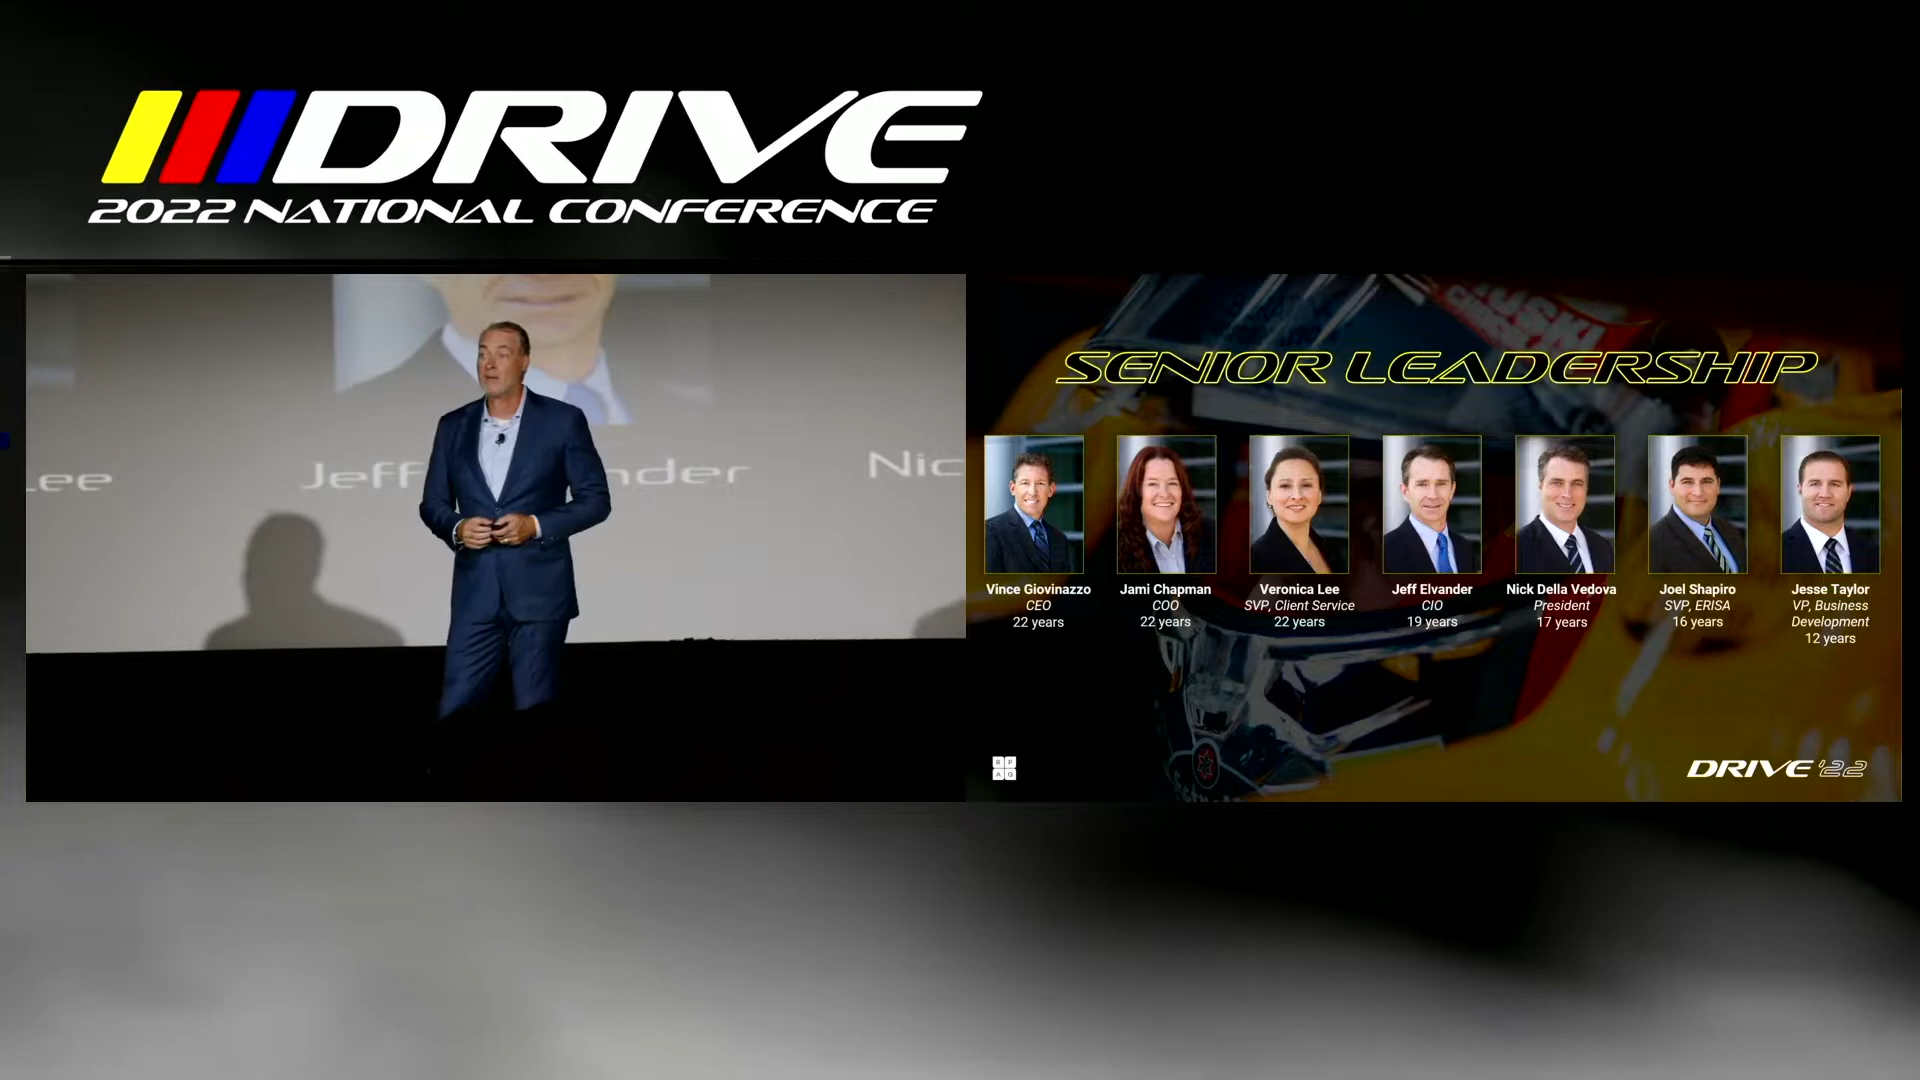 DRIVE
2022 NATIONAL CONFERENCE
Lee
Jeff
nder
Nic
SENIOR LEADERSHIP
Vince Giovinazzo
CEO
22 years
Jami Chapman
COO
22 years
Veronica Lee
SVP, Client Service
22 years
Jeff Elvander
CIO
19 years
Nick Della Vedova
President
17 years
Joel Shapiro
SVP, ERISA
16 years
Jesse Taylor
VP, Business
Development
12 years
R P
A G
DRIVE '22